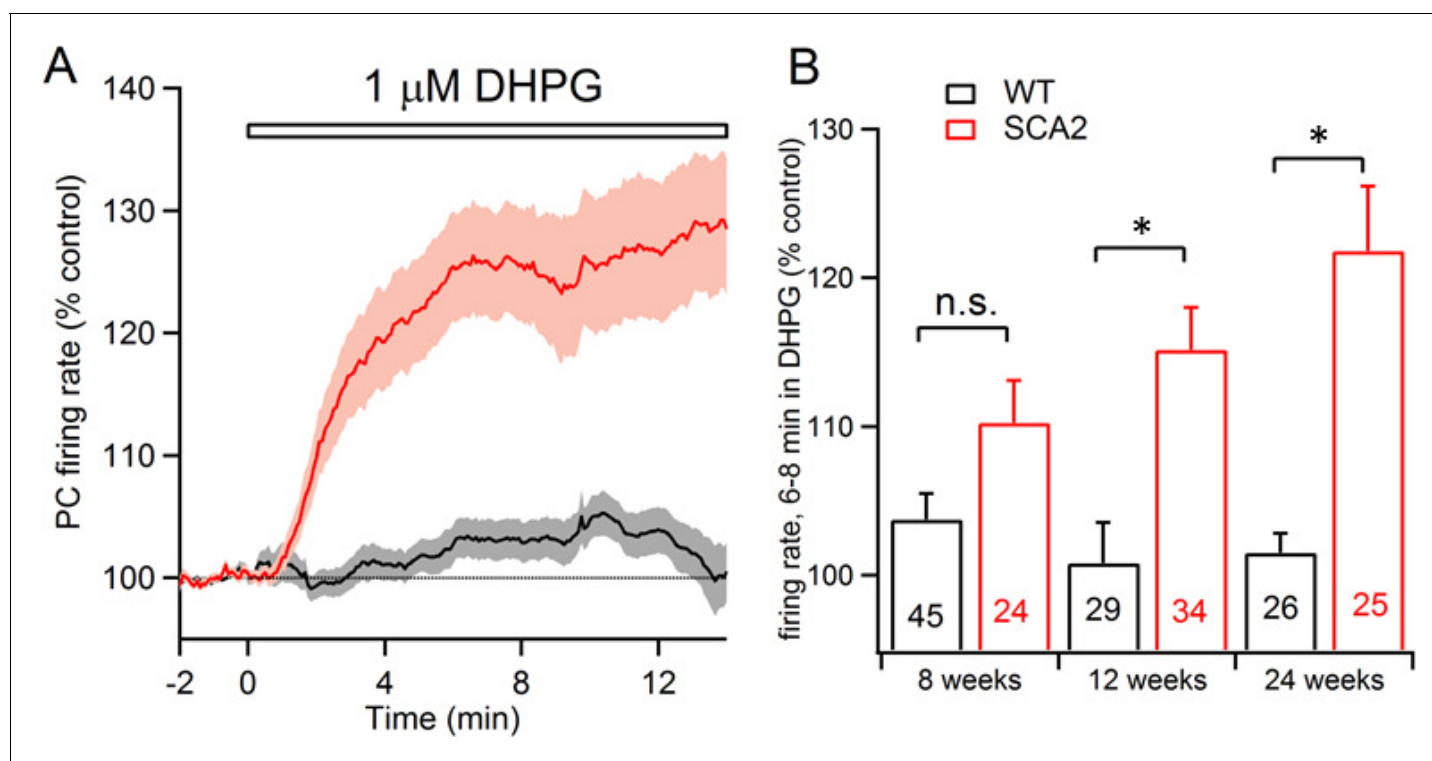 A
1 μM DHPG
PC firing rate (% control)
140
130
120
110
100
-2 0 4 8 12
Time (min)
B
WT
SCA2
firing rate, 6-8 min in DHPG (% control)
130
120
110
100
n.s.
*
*
45 24 29 34 26 25
8 weeks 12 weeks 24 weeks